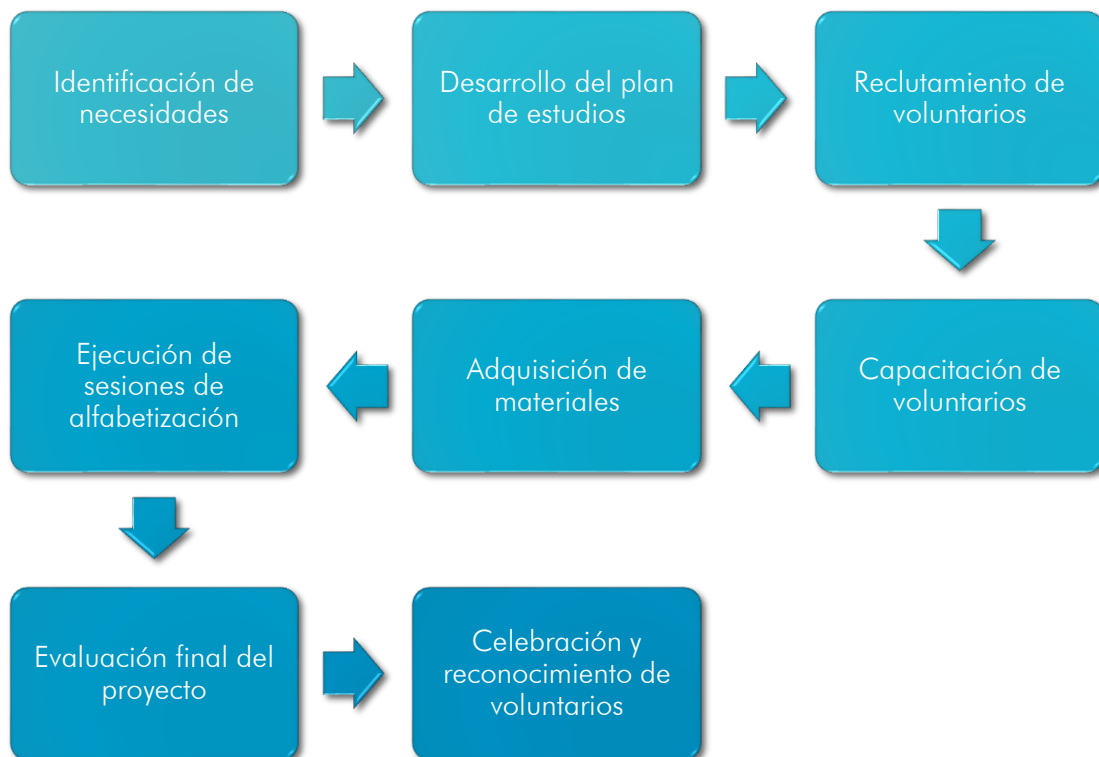 Identificación de
necesidades
Desarrollo del plan
de estudios
Reclutamiento de
voluntarios
Capacitación de
voluntarios
Adquisición de
materiales
Ejecución de
sesiones de
alfabetización
Evaluación final del
proyecto
Celebración y
reconocimiento de
voluntarios